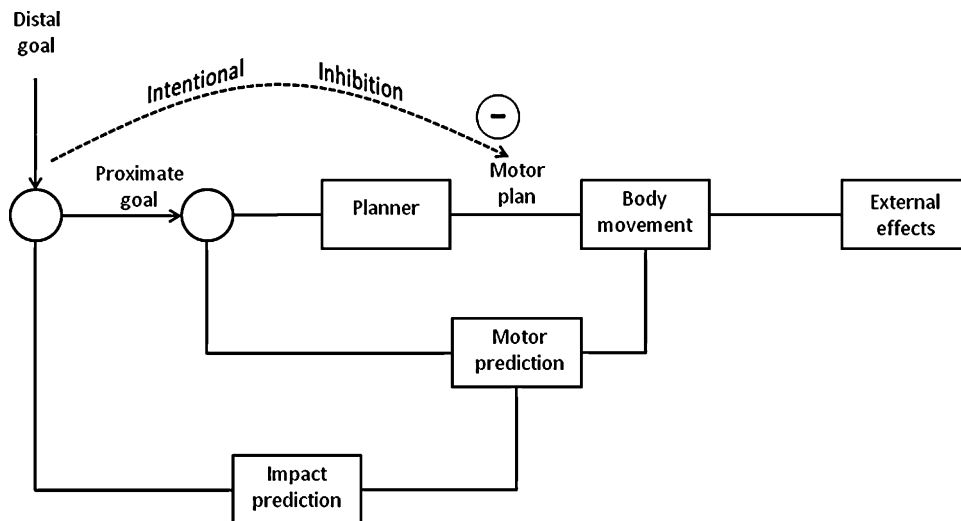 Distal
goal
Intentional Inhibition
−
Proximate
goal
Planner
Motor
plan
Body
movement
External
effects
Motor
prediction
Impact
prediction